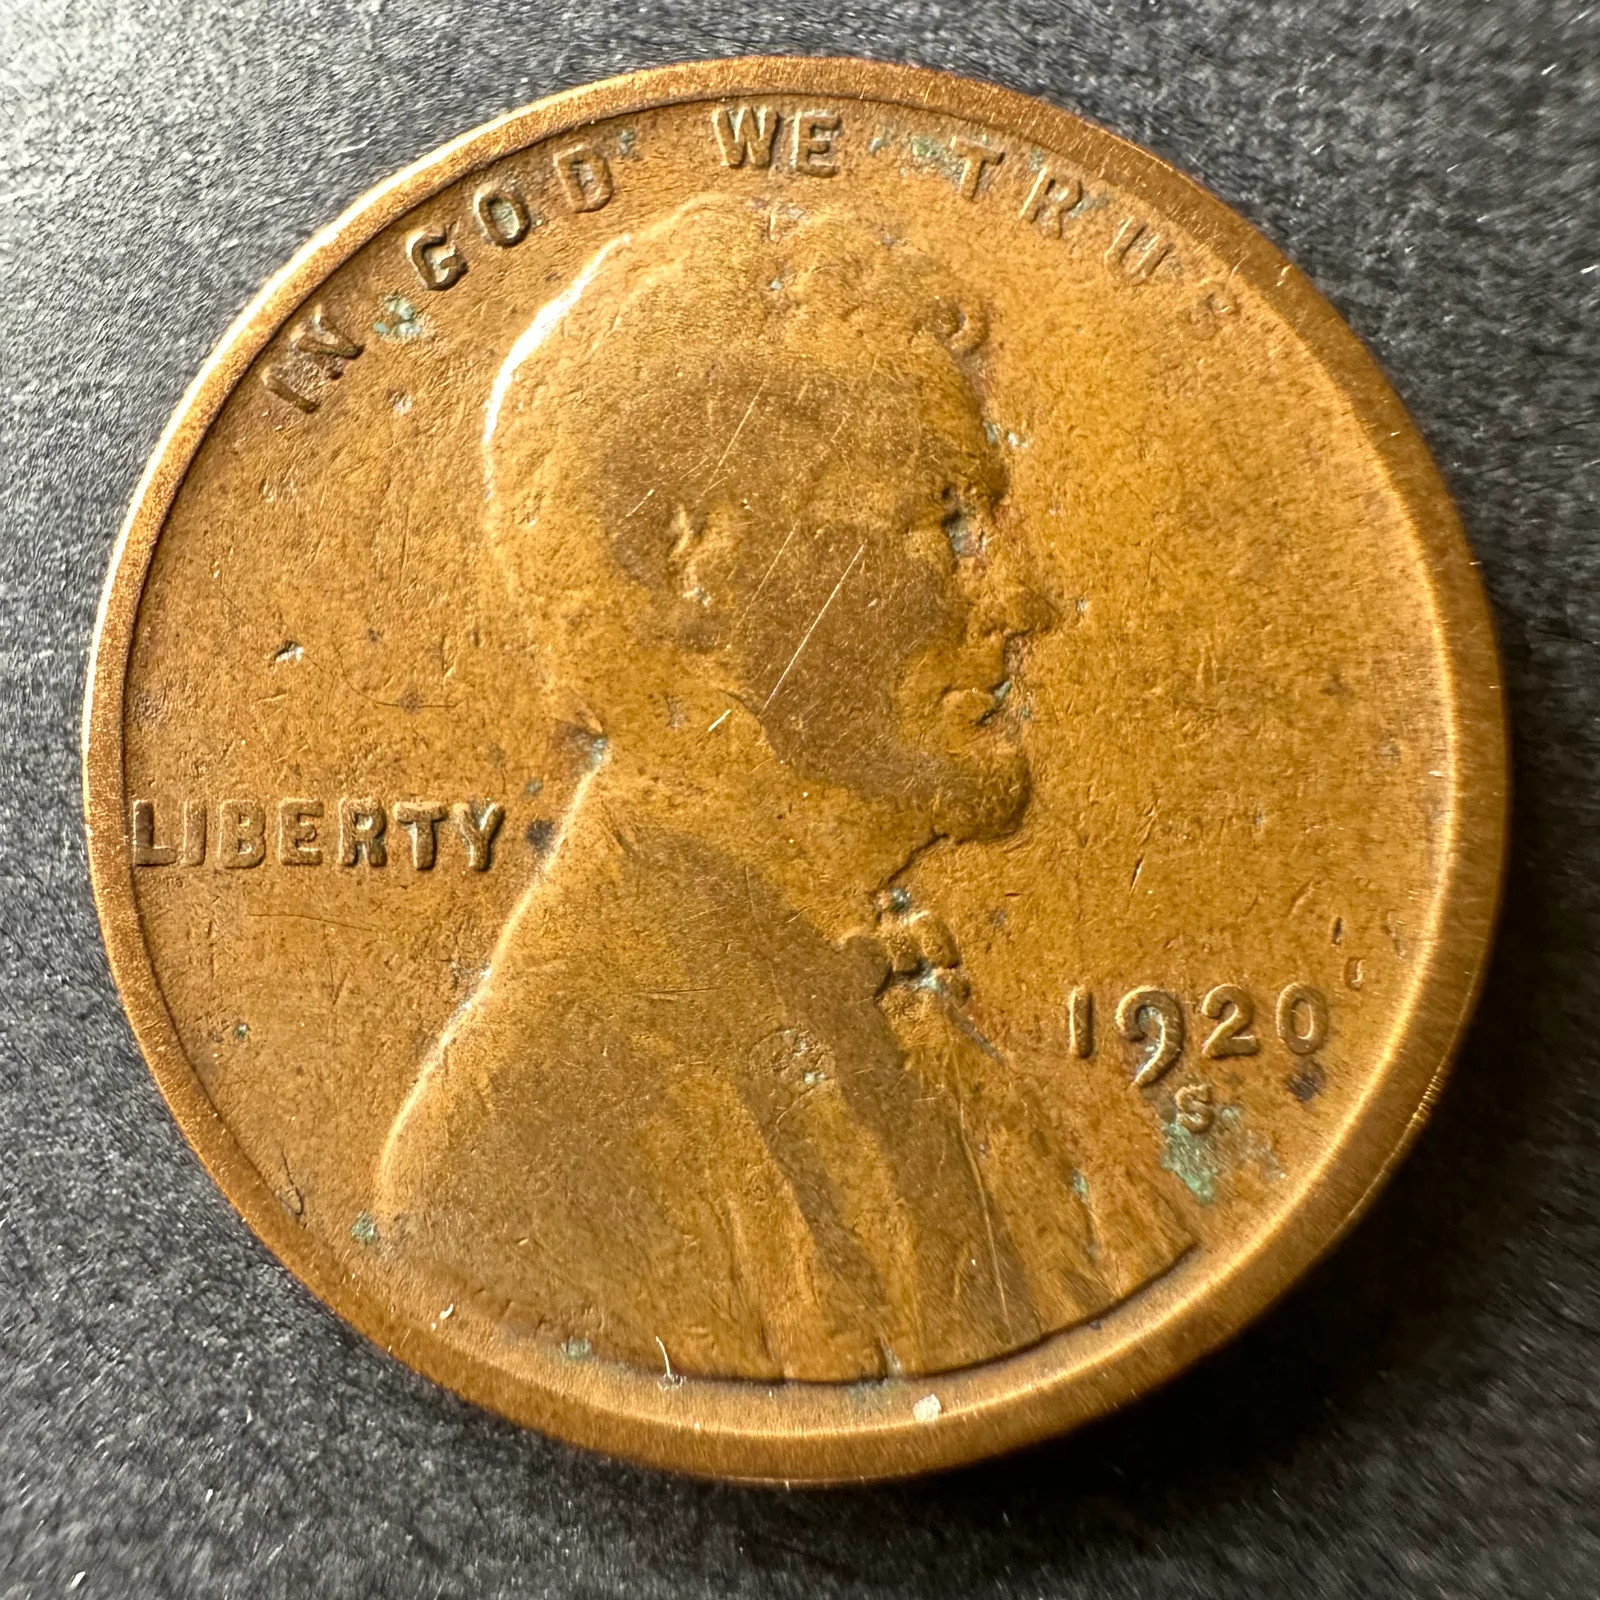 IN GOD WE TRUS
LIBERTY
1920
S